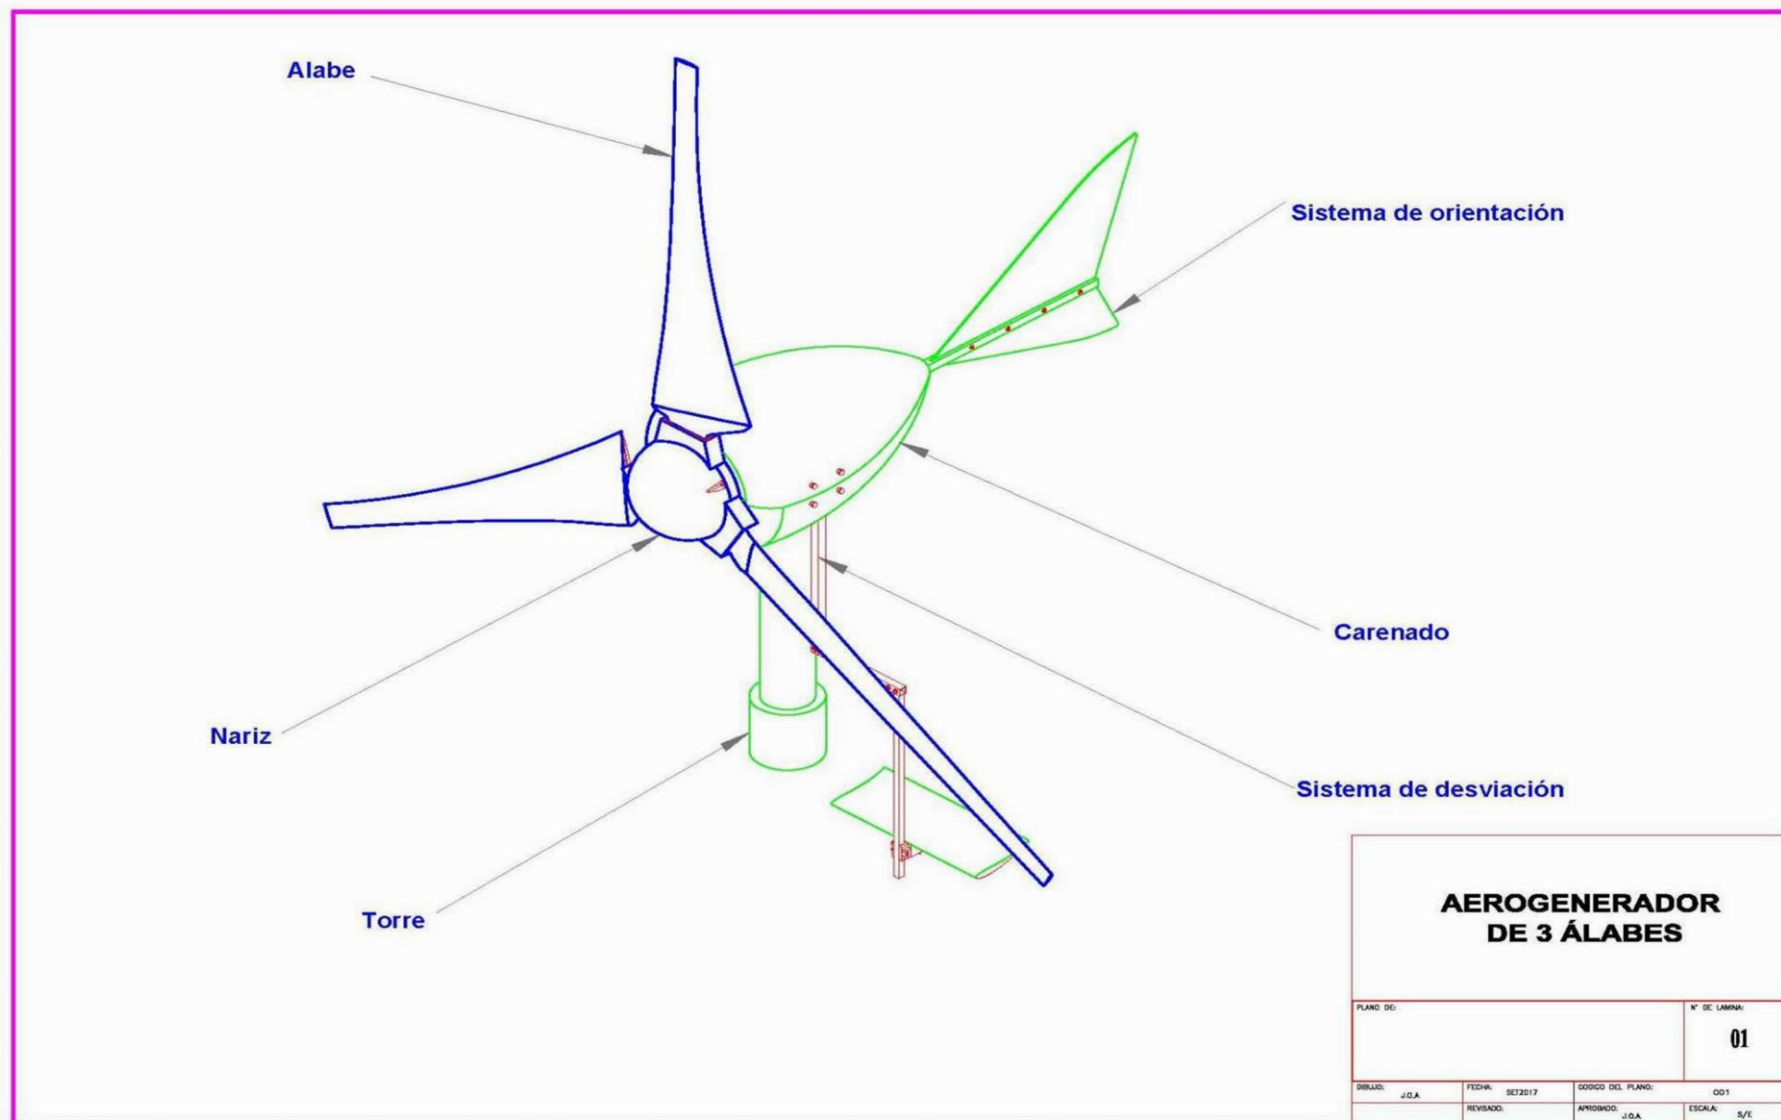 Alabe
Sistema de orientación
Carenado
Nariz
Sistema de desviación
Torre
AEROGENERADOR
DE 3 ÁLABES
PLANO DE:
N° DE LAMINA:
01
DIBUJO: J.O.A
FECHA: SET2017
CODIGO DEL PLANO: 001
REVISADO:
APROBADO: J.O.A
ESCALA: S/E